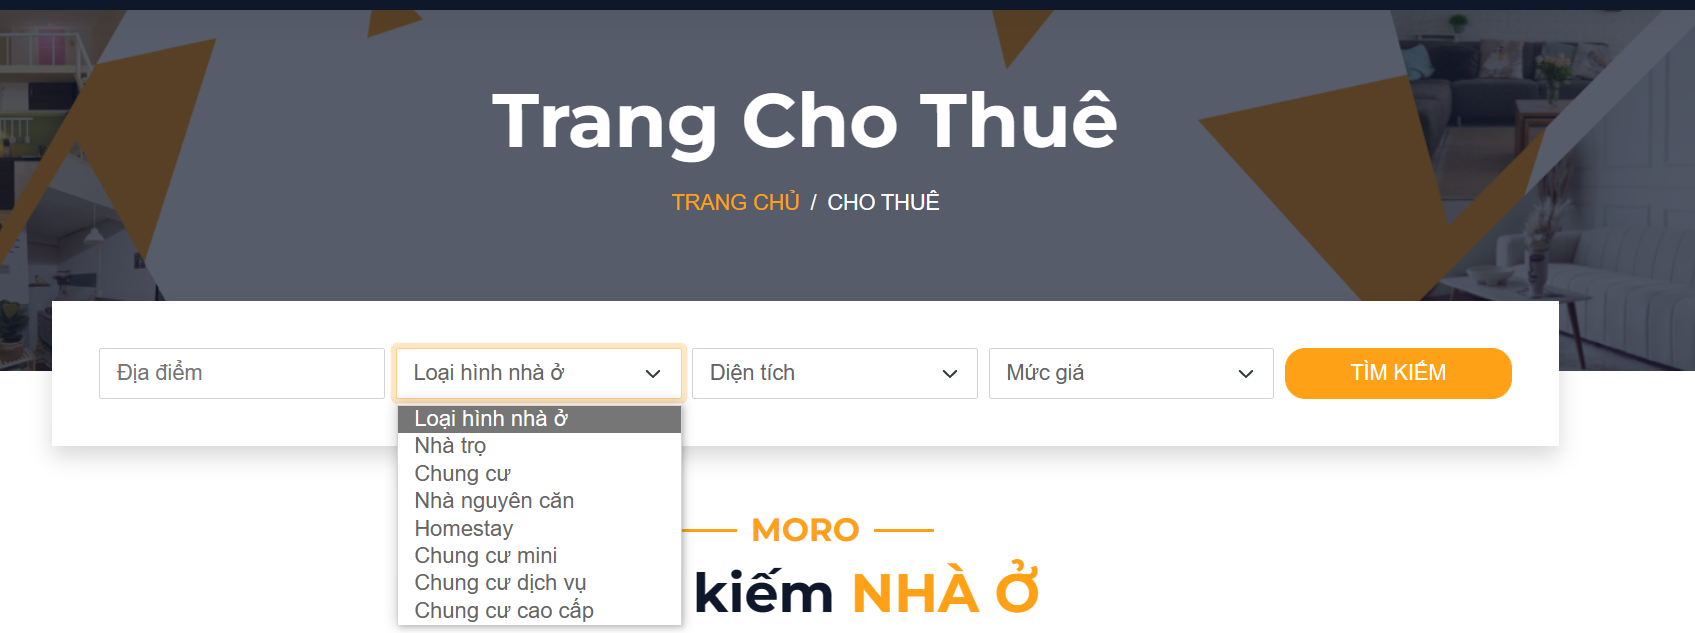 Trang Cho Thuê
TRANG CHỦ / CHO THUÊ
Địa điểm
Loại hình nhà ở
Diện tích
Mức giá
TÌM KIẾM
Loại hình nhà ở
Nhà trọ
Chung cư
Nhà nguyên căn
Homestay
Chung cư mini
Chung cư dịch vụ
Chung cư cao cấp
MORO
kiếm NHÀ Ở